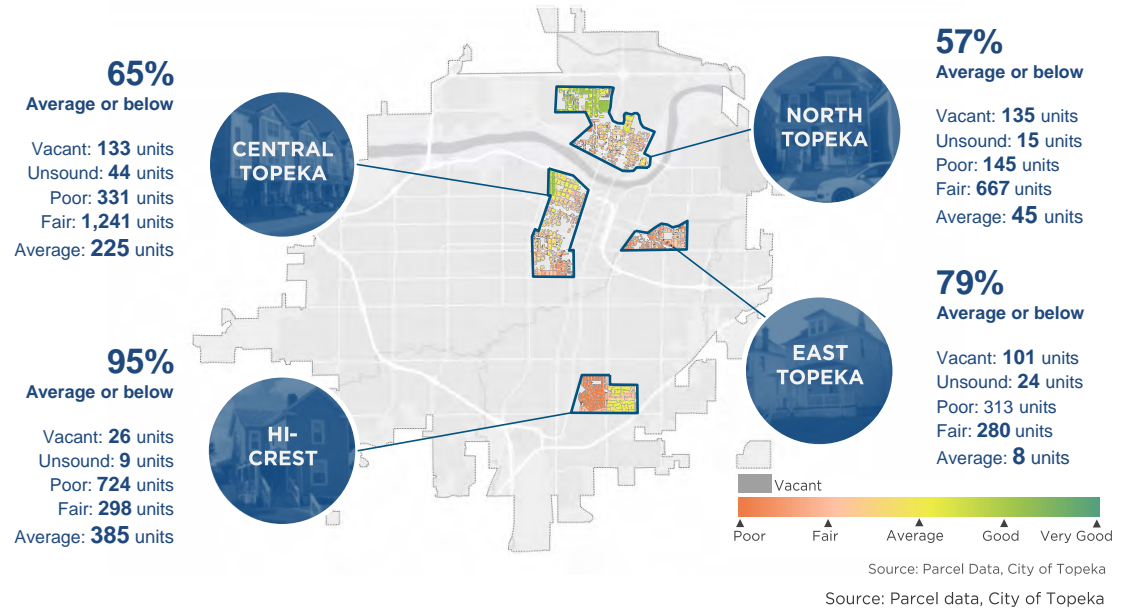 65%
Average or below
Vacant: 133 units
Unsound: 44 units
Poor: 331 units
Fair: 1,241 units
Average: 225 units
CENTRAL
TOPEKA
57%
Average or below
Vacant: 135 units
Unsound: 15 units
Poor: 145 units
Fair: 667 units
Average: 45 units
NORTH
TOPEKA
95%
Average or below
Vacant: 26 units
Unsound: 9 units
Poor: 724 units
Fair: 298 units
Average: 385 units
HI-
CREST
79%
Average or below
Vacant: 101 units
Unsound: 24 units
Poor: 313 units
Fair: 280 units
Average: 8 units
EAST
TOPEKA
Vacant
Poor Fair Average Good Very Good
Source: Parcel Data, City of Topeka
Source: Parcel data, City of Topeka